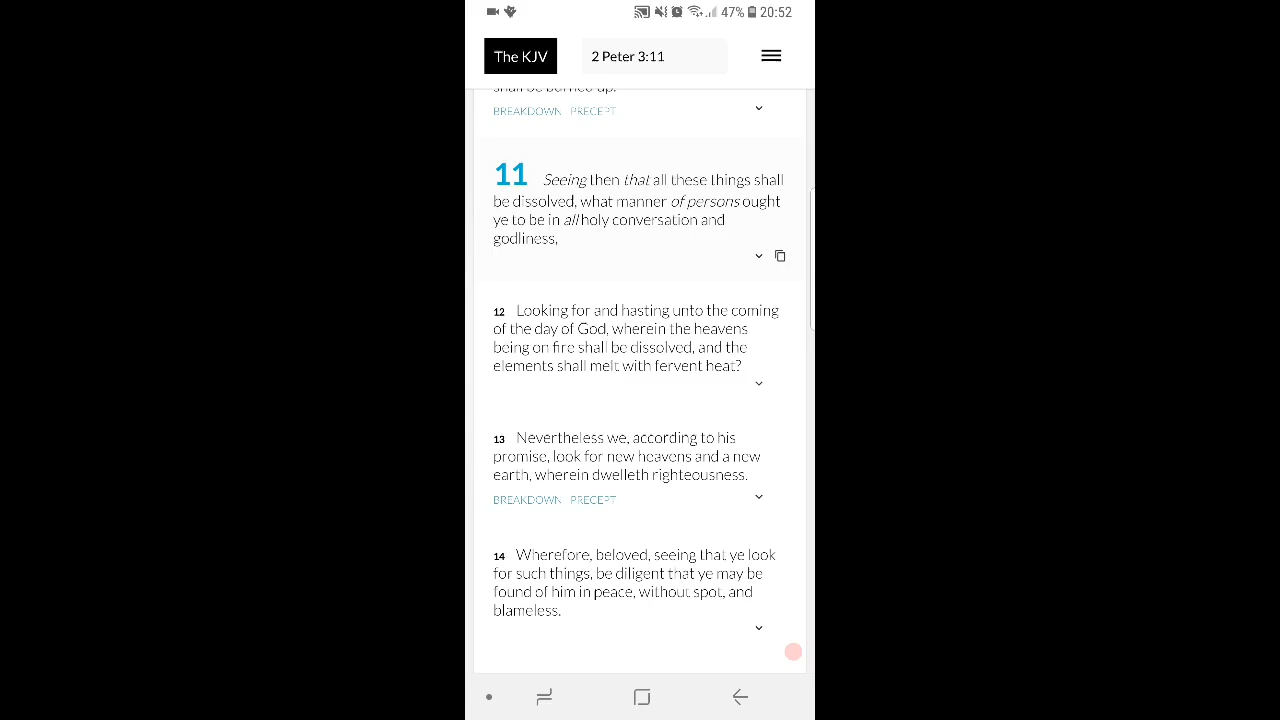 47% 20:52
The KJV 2 Peter 3:11
shall be burned up.
BREAKDOWN PRECEPT
11 Seeing then that all these things shall
be dissolved, what manner of persons ought
ye to be in all holy conversation and
godliness,
12 Looking for and hasting unto the coming
of the day of God, wherein the heavens
being on fire shall be dissolved, and the
elements shall melt with fervent heat?
13 Nevertheless we, according to his
promise, look for new heavens and a new
earth, wherein dwelleth righteousness.
BREAKDOWN PRECEPT
14 Wherefore, beloved, seeing that ye look
for such things, be diligent that ye may be
found of him in peace, without spot, and
blameless.